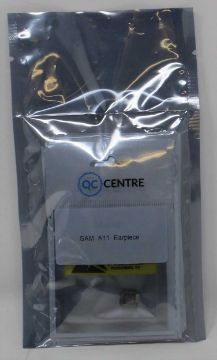 QC CENTRE
SAM A11 Earpiece